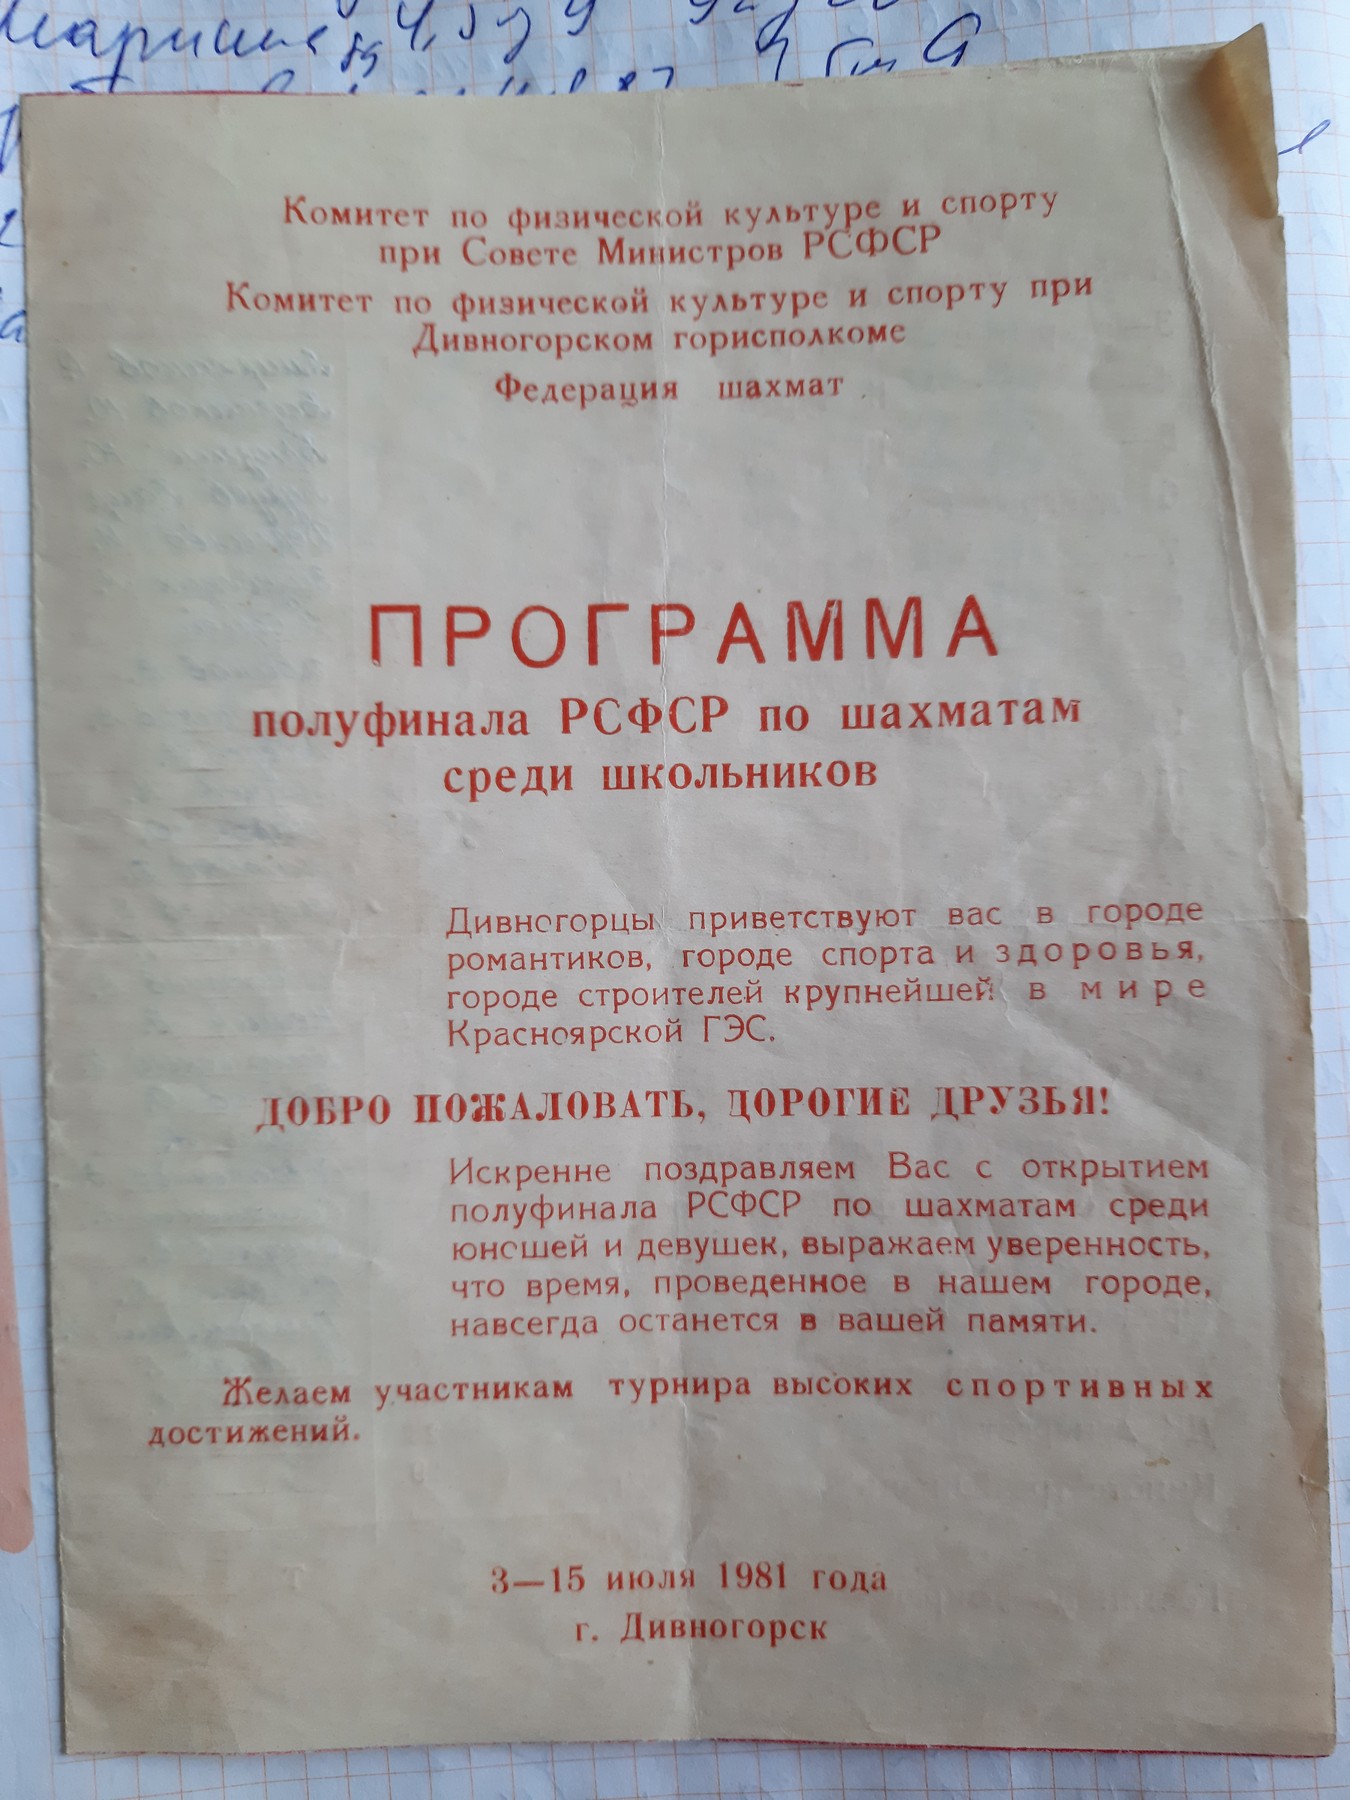 Комитет по физической культуре и спорту
при Совете Министров РСФСР
Комитет по физической культуре и спорту при
Дивногорском горисполкоме
Федерация шахмат
ПРОГРАММА
полуфинала РСФСР по шахматам
среди школьников
Дивногорцы приветствуют вас в городе
романтиков, городе спорта и здоровья,
городе строителей крупнейшей в мире
Красноярской ГЭС.
ДОБРО ПОЖАЛОВАТЬ, ДОРОГИЕ ДРУЗЬЯ!
Искренне поздравляем Вас с открытием
полуфинала РСФСР по шахматам среди
юношей и девушек, выражаем уверенность,
что время, проведенное в нашем городе,
навсегда останется в вашей памяти.
Желаем участникам турнира высоких спортивных
достижений.
3—15 июля 1981 года
г. Дивногорск